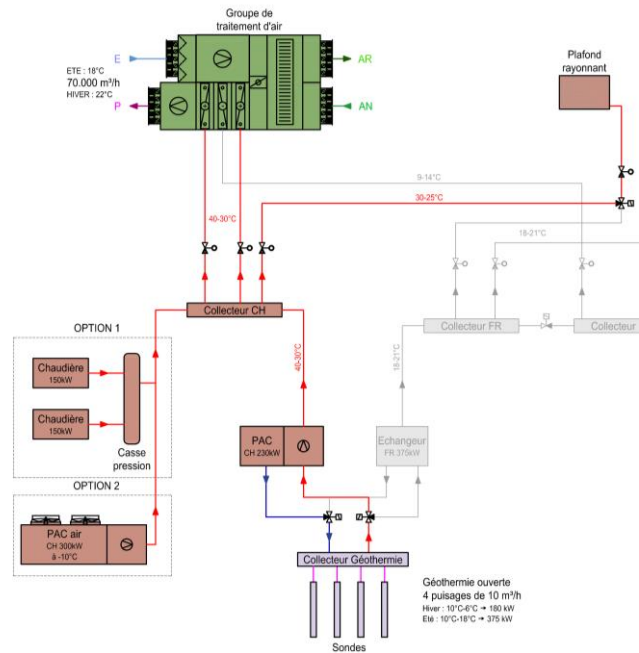 Groupe de
traitement d'air
E
AR
ETE : 18°C
70.000 m³/h
HIVER : 22°C
P
AN
Plafond
rayonnant
9-14°C
30-25°C
40-30°C
18-21°C
Collecteur CH
Collecteur FR
Collecteur
OPTION 1
Chaudière
150kW
Chaudière
150kW
Casse
pression
40-30°C
18-21°C
PAC
CH 230kW
Echangeur
FR 375kW
OPTION 2
PAC air
CH 300kW
à -10°C
Collecteur Géothermie
Géothermie ouverte
4 puisages de 10 m³/h
Hiver : 10°C-6°C → 180 kW
Eté : 10°C-18°C → 375 kW
Sondes